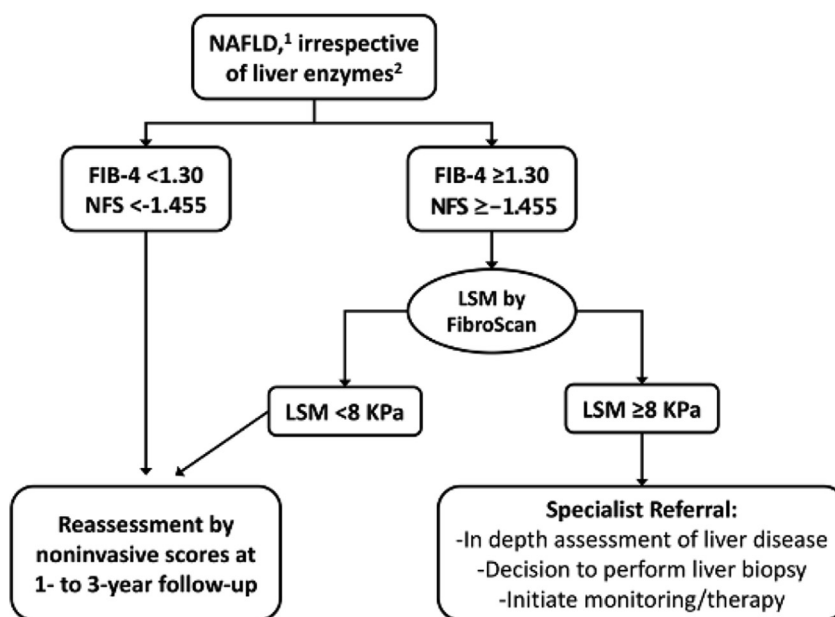 NAFLD,¹ irrespective
of liver enzymes²
FIB-4 <1.30
NFS <-1.455
FIB-4 ≥1.30
NFS ≥−1.455
LSM by
FibroScan
LSM <8 KPa
LSM ≥8 KPa
Reassessment by
noninvasive scores at
1- to 3-year follow-up
Specialist Referral:
-In depth assessment of liver disease
-Decision to perform liver biopsy
-Initiate monitoring/therapy